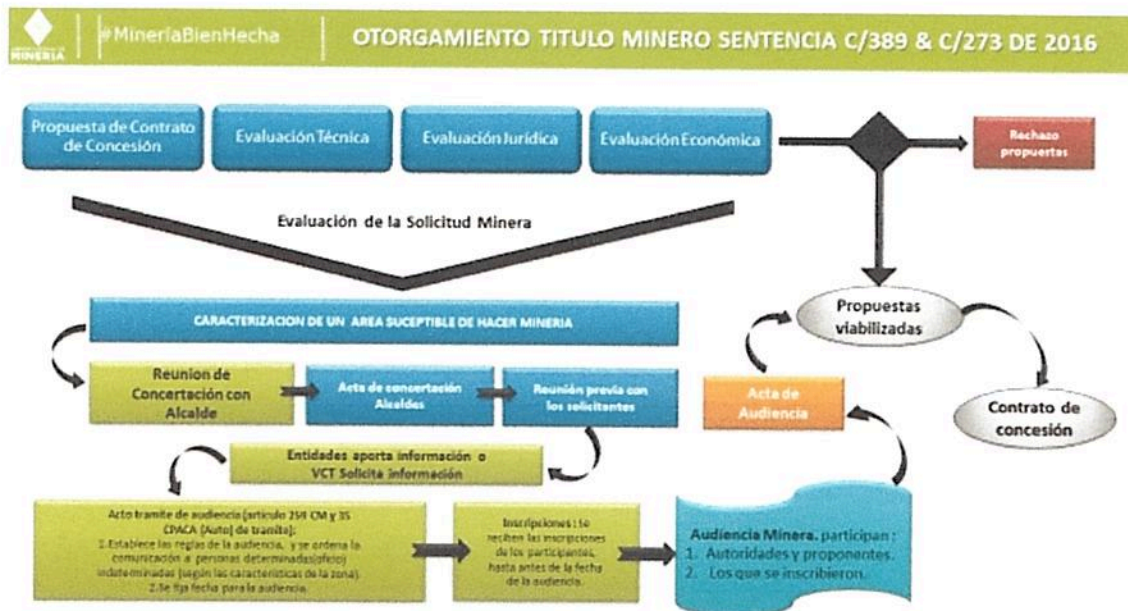 MINERÍA
#MineríaBienHecha
OTORGAMIENTO TITULO MINERO SENTENCIA C/389 & C/273 DE 2016
Propuesta de Contrato
de Concesión
Evaluación Técnica
Evaluación Jurídica
Evaluación Económica
Rechazo
propuertas
Evaluación de la Solicitud Minera
Propuestas
viabilizadas
CARACTERIZACION DE UN AREA SUCEPTIBLE DE HACER MINERIA
Reunion de
Concertación con
Alcalde
Acta de concertación
Alcaldes
Reunión previa con
los solicitantes
Acta de
Audiencia
Contrato de
concesión
Entidades aporta información o
VCT Solicita información
Acto tramite de audiencia (artículo 259 CM y 35
CPACA (Auto) de tramite);
1.Establece las reglas de la audiencia, y se ordena la
comunicación a personas determinadas(oficio)
indeterminadas (según las características de la zona).
2.Se fija fecha para la audiencia.
Inscripciones : Se
reciben las inscripciones
de los participantes,
hasta antes de la fecha
de la audiencia.
Audiencia Minera. participan :
1. Autoridades y proponentes.
2. Los que se inscribieron.